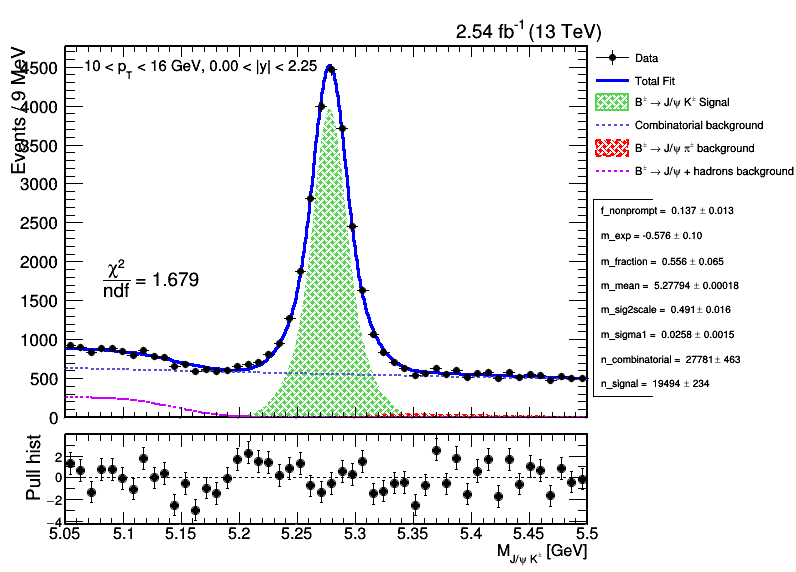 2.54 fb⁻¹ (13 TeV)
Events / 9 MeV
10 < p_T < 16 GeV, 0.00 < |y| < 2.25
4500
4000
3500
3000
2500
2000
1500
1000
500
0
χ²/ndf = 1.679
Data
Total Fit
B± → J/ψ K± Signal
Combinatorial background
B± → J/ψ π± background
B± → J/ψ + hadrons background
f_nonprompt = 0.137 ± 0.013
m_exp = -0.576 ± 0.10
m_fraction = 0.556 ± 0.065
m_mean = 5.27794 ± 0.00018
m_sig2scale = 0.491 ± 0.016
m_sigma1 = 0.0258 ± 0.0015
n_combinatorial = 27781 ± 463
n_signal = 19494 ± 234
Pull hist
2
0
−2
−4
5.05 5.1 5.15 5.2 5.25 5.3 5.35 5.4 5.45 5.5
M_J/ψ K± [GeV]